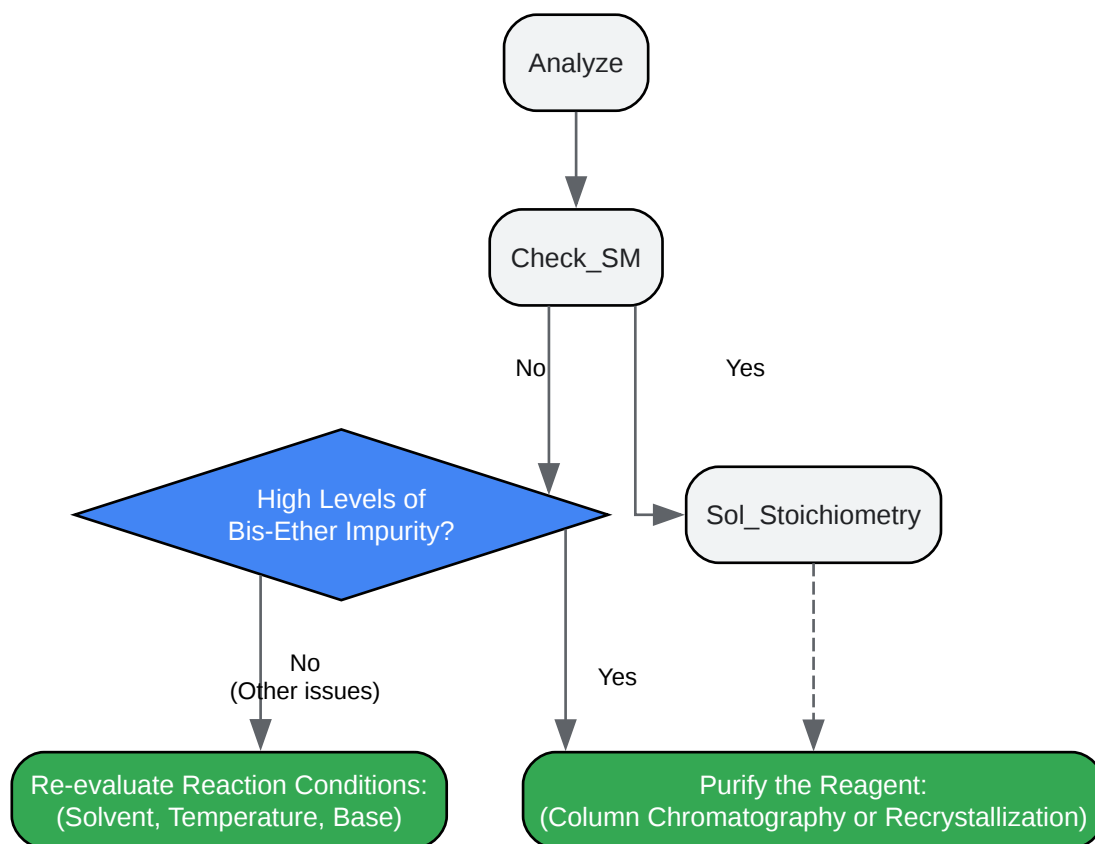 Analyze
Check_SM
No
Yes
High Levels of
Bis-Ether Impurity?
Sol_Stoichiometry
No
(Other issues)
Yes
Re-evaluate Reaction Conditions:
(Solvent, Temperature, Base)
Purify the Reagent:
(Column Chromatography or Recrystallization)